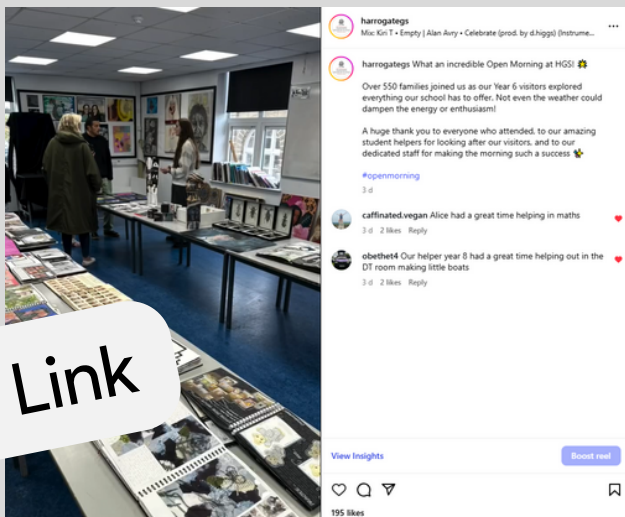 harrogategs
Mix: Kiri T • Empty | Alan Avry • Celebrate (prod. by d.higgs) (Instrume...
harrogategs What an incredible Open Morning at HGS!
Over 550 families joined us as our Year 6 visitors explored
everything our school has to offer. Not even the weather could
dampen the energy or enthusiasm!
A huge thank you to everyone who attended, to our amazing
student helpers for looking after our visitors, and to our
dedicated staff for making the morning such a success
#openmorning
3 d
caffinated.vegan Alice had a great time helping in maths
3 d 2 likes Reply
obethet4 Our helper year 8 had a great time helping out in the
DT room making little boats
3 d 2 likes Reply
Link
View Insights
Boost reel
195 likes